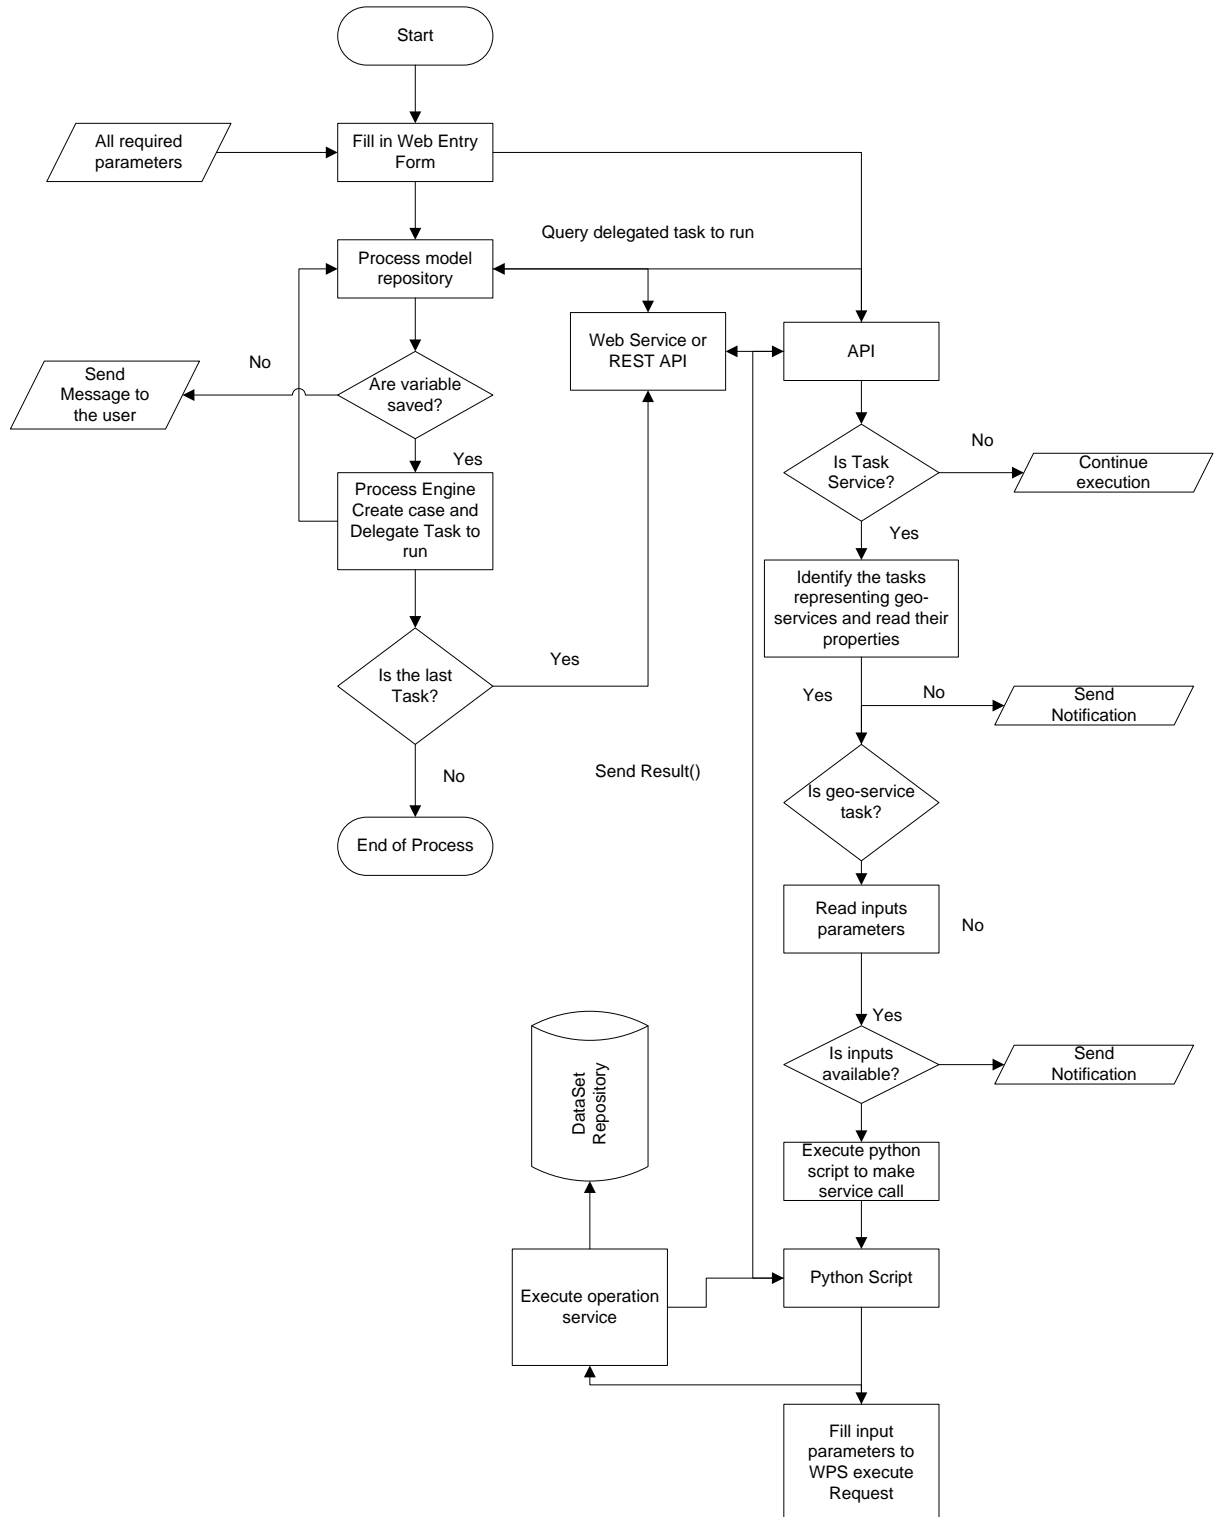 Start
All required
parameters
Fill in Web Entry
Form
Query delegated task to run
Process model
repository
Web Service or
REST API
API
No
Send
Message to
the user
Are variable
saved?
Yes
No
Is Task
Service?
Continue
execution
Process Engine
Create case and
Delegate Task to
run
Yes
Identify the tasks
representing geo-
services and read their
properties
Is the last
Task?
Yes
Yes
No
Send
Notification
No
Send Result()
Is geo-service
task?
End of Process
Read inputs
parameters
No
Yes
Is inputs
available?
Send
Notification
DataSet
Repository
Execute python
script to make
service call
Python Script
Execute operation
service
Fill input
parameters to
WPS execute
Request